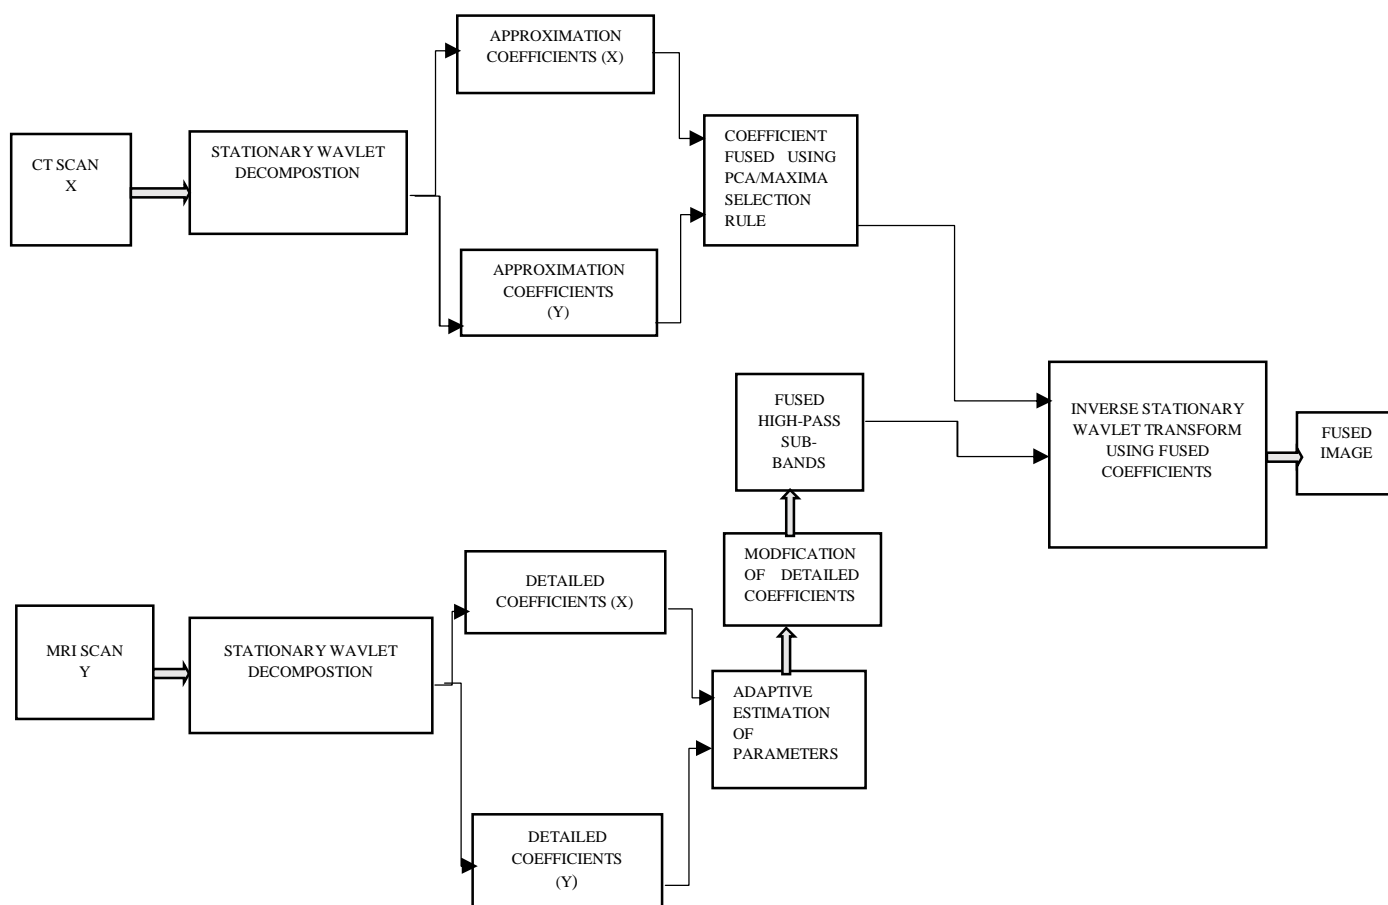 APPROXIMATION
COEFFICIENTS (X)
CT SCAN
X
STATIONARY WAVLET
DECOMPOSTION
COEFFICIENT
FUSED USING
PCA/MAXIMA
SELECTION
RULE
APPROXIMATION
COEFFICIENTS
(Y)
FUSED
HIGH-PASS
SUB-
BANDS
INVERSE STATIONARY
WAVLET TRANSFORM
USING FUSED
COEFFICIENTS
FUSED
IMAGE
MODFICATION
OF DETAILED
COEFFICIENTS
DETAILED
COEFFICIENTS (X)
MRI SCAN
Y
STATIONARY WAVLET
DECOMPOSTION
ADAPTIVE
ESTIMATION
OF
PARAMETERS
DETAILED
COEFFICIENTS
(Y)